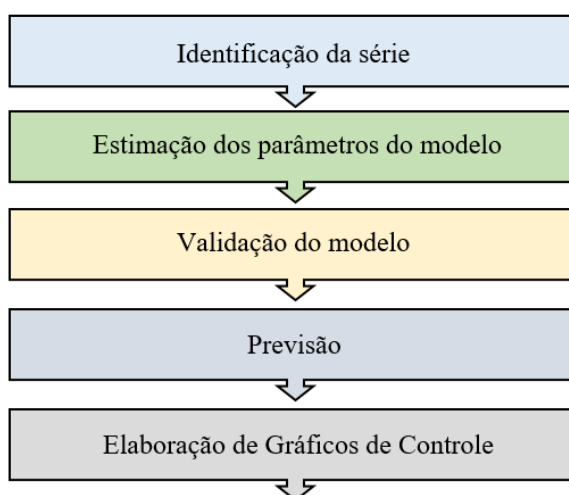 Identificação da série
Estimação dos parâmetros do modelo
Validação do modelo
Previsão
Elaboração de Gráficos de Controle